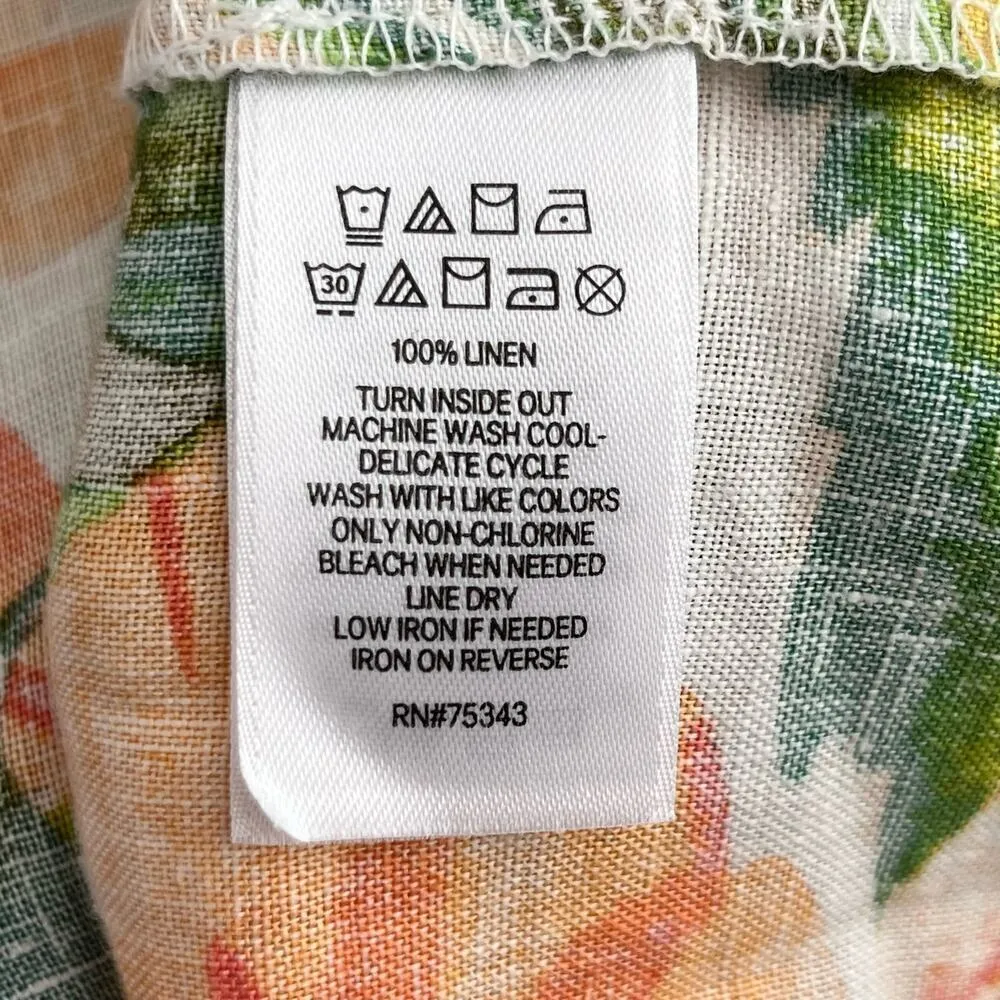 30
100% LINEN
TURN INSIDE OUT
MACHINE WASH COOL-
DELICATE CYCLE
WASH WITH LIKE COLORS
ONLY NON-CHLORINE
BLEACH WHEN NEEDED
LINE DRY
LOW IRON IF NEEDED
IRON ON REVERSE
RN#75343